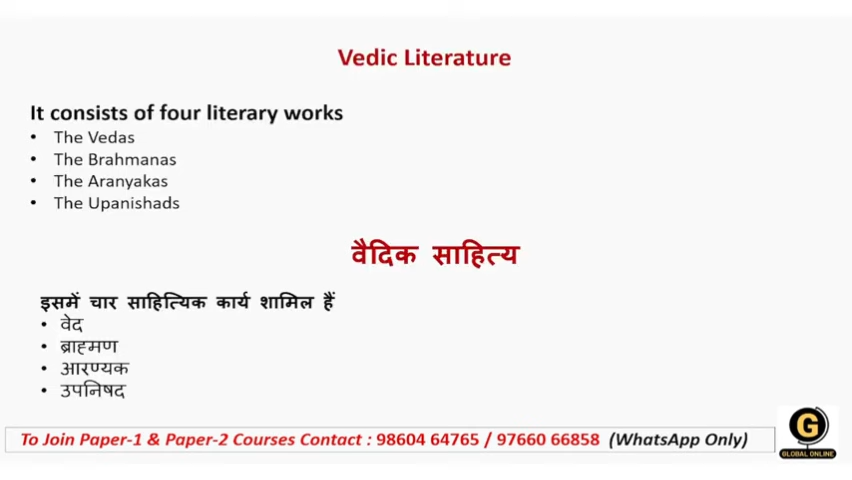 Vedic Literature
It consists of four literary works
• The Vedas
• The Brahmanas
• The Aranyakas
• The Upanishads
वैदिक साहित्य
इसमें चार साहित्यिक कार्य शामिल हैं
• वेद
• ब्राह्मण
• आरण्यक
• उपनिषद
To Join Paper-1 & Paper-2 Courses Contact : 98604 64765 / 97660 66858 (WhatsApp Only)
G
GLOBAL ONLINE